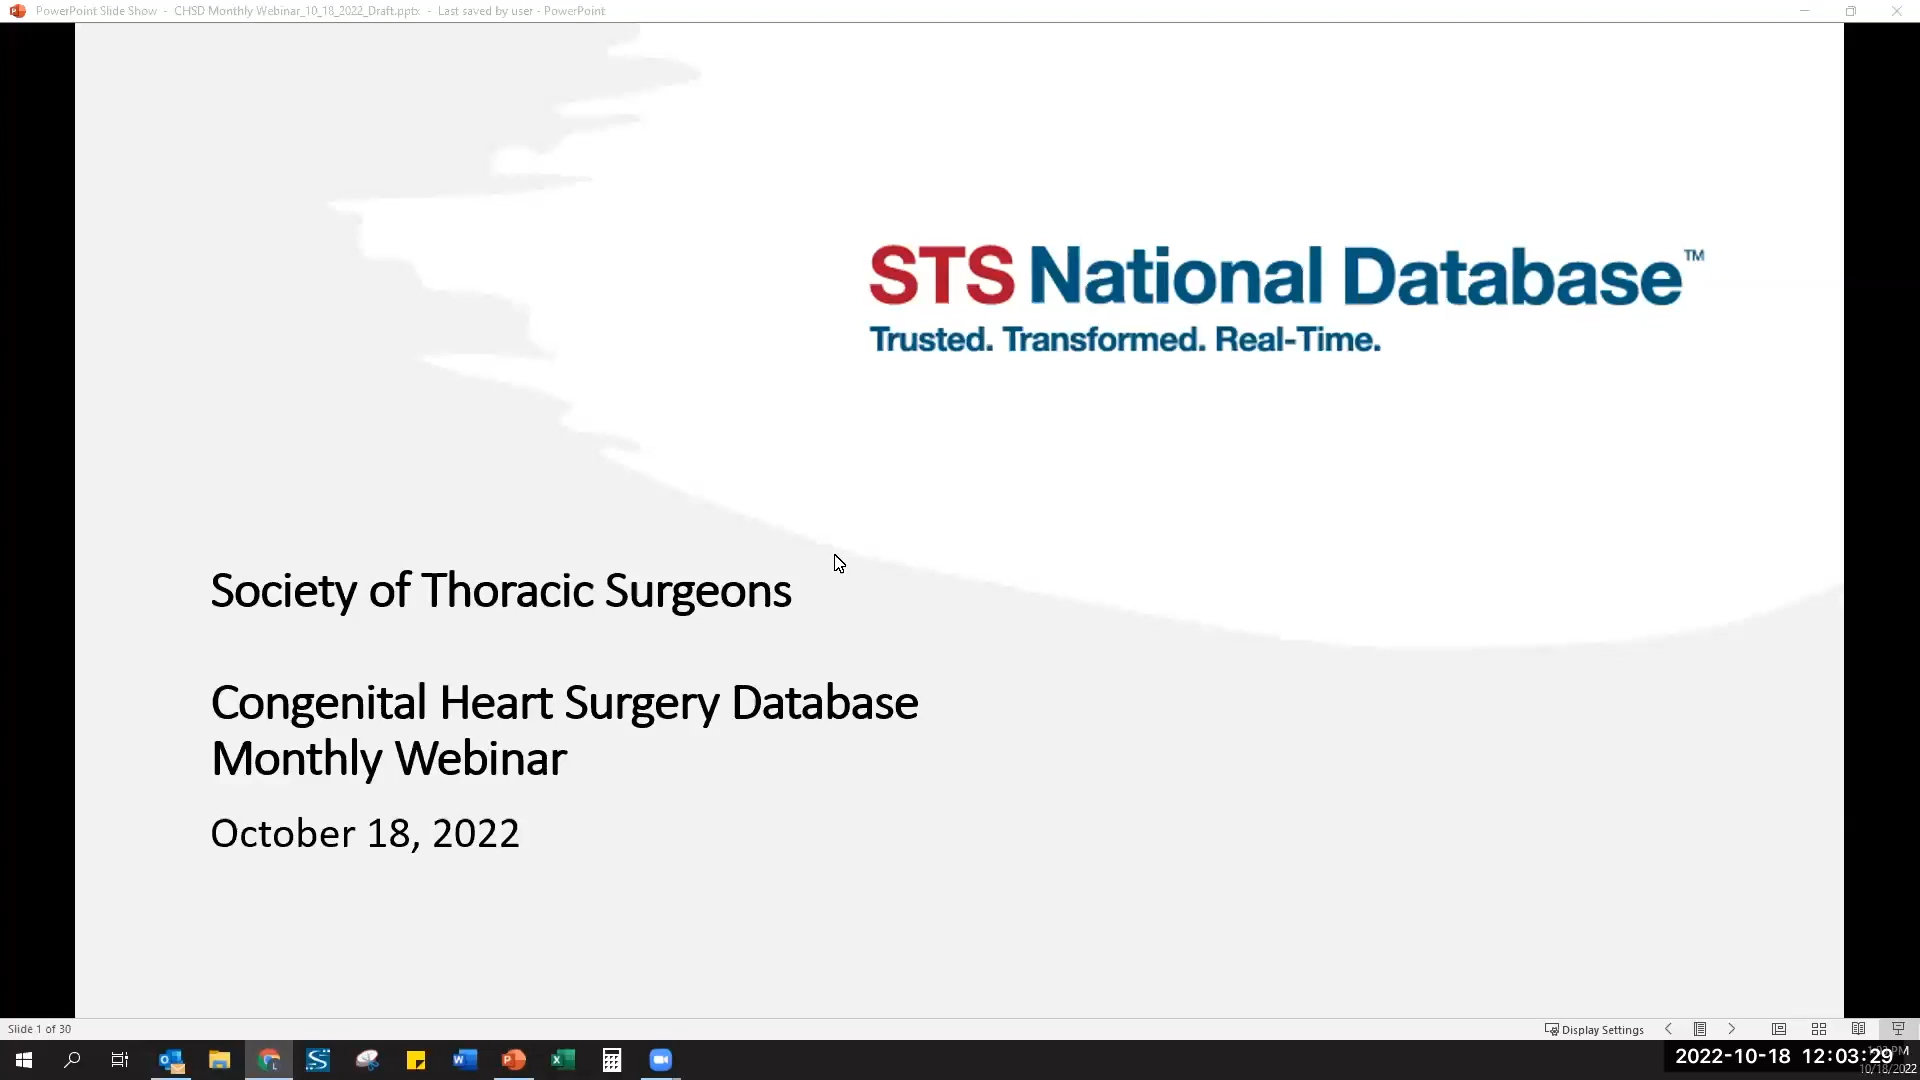 PowerPoint Slide Show - CHSD Monthly Webinar_10_18_2022_Draft.pptx - Last saved by user - PowerPoint
STS National Database™
Trusted. Transformed. Real-Time.
Society of Thoracic Surgeons
Congenital Heart Surgery Database
Monthly Webinar
October 18, 2022
Slide 1 of 30
Display Settings
2022-10-18 12:03:29
10/18/2022